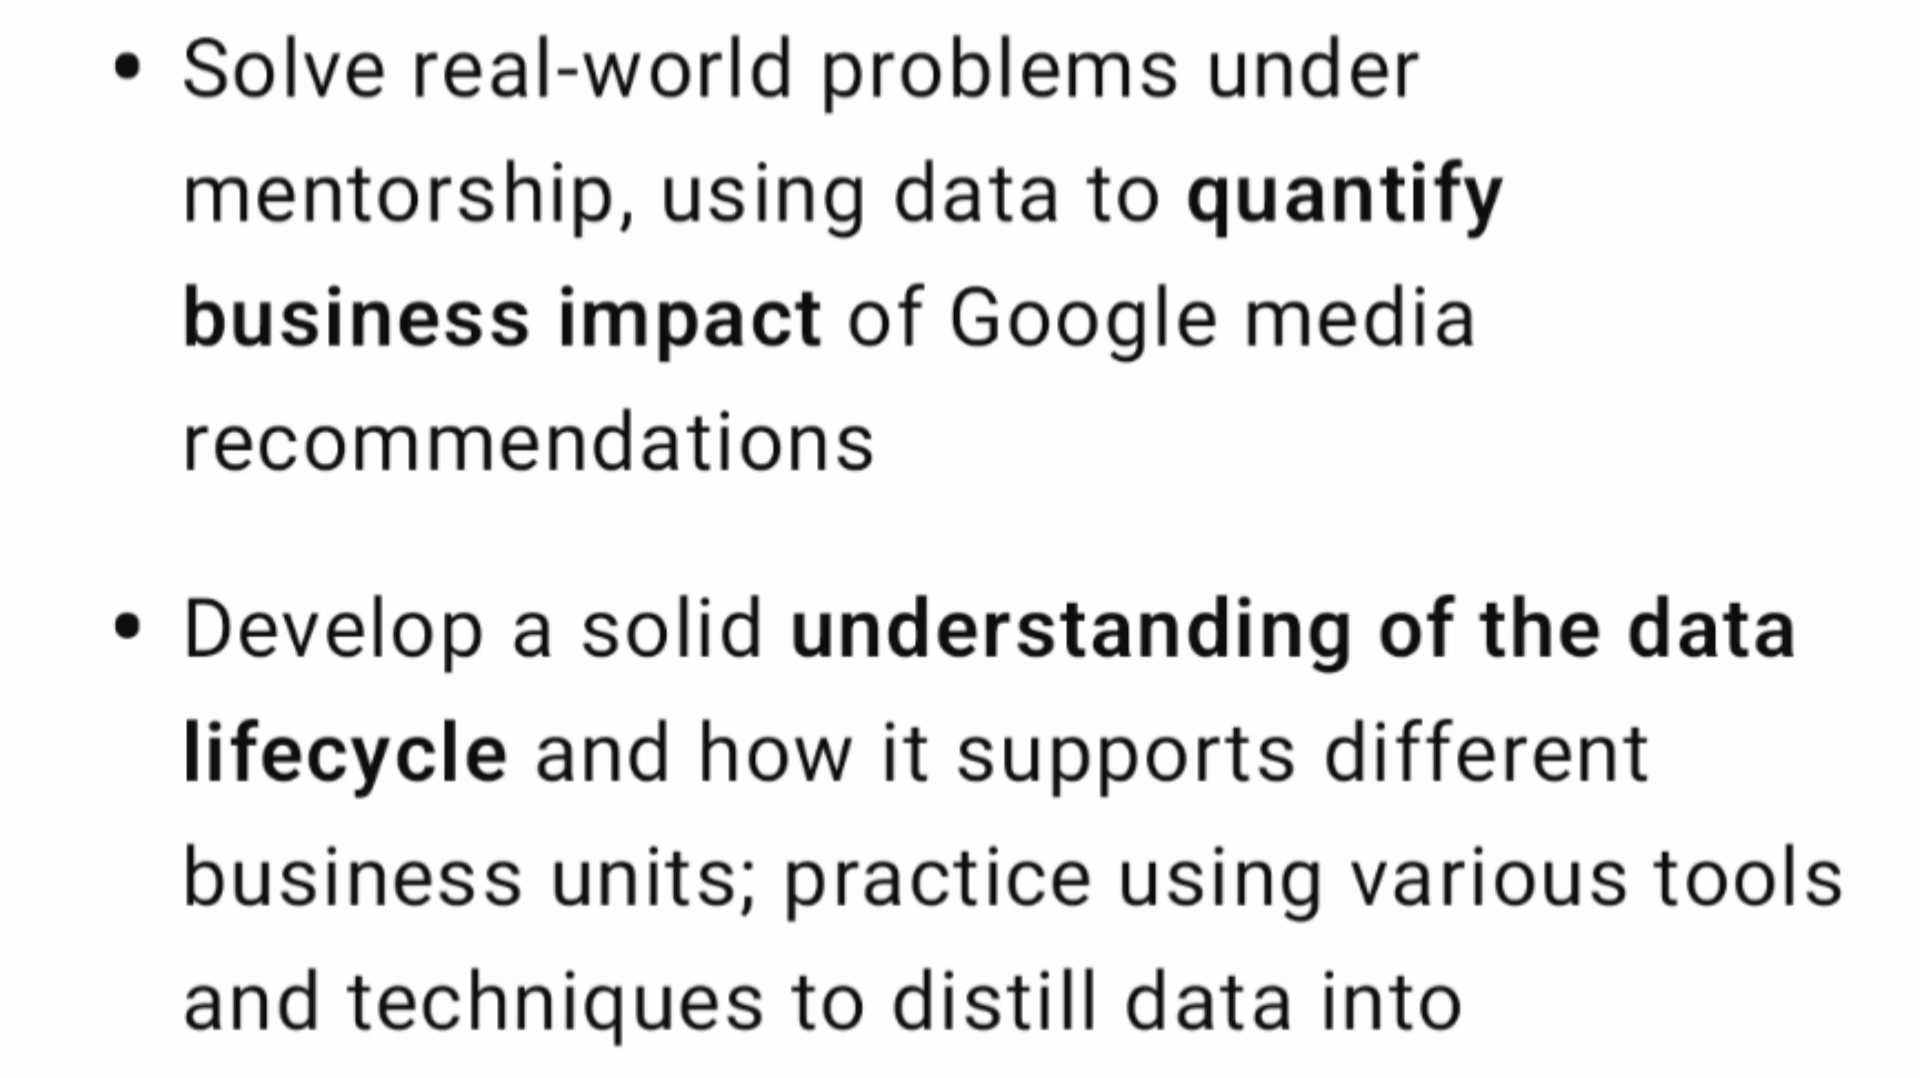 • Solve real-world problems under
mentorship, using data to quantify
business impact of Google media
recommendations
• Develop a solid understanding of the data
lifecycle and how it supports different
business units; practice using various tools
and techniques to distill data into